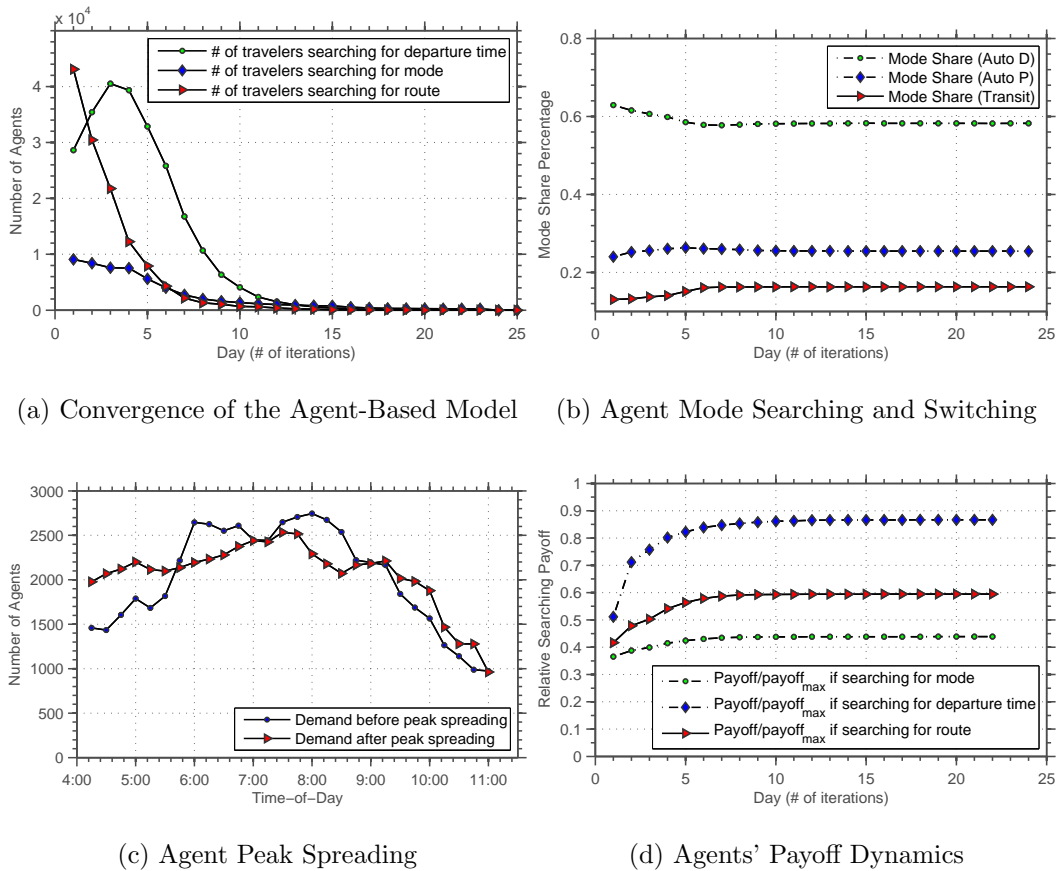 x 10^4
# of travelers searching for departure time
# of travelers searching for mode
# of travelers searching for route
Number of Agents
4
3
2
1
0
0 5 10 15 20 25
Day (# of iterations)
(a) Convergence of the Agent-Based Model
Mode Share (Auto D)
Mode Share (Auto P)
Mode Share (Transit)
Mode Share Percentage
0.8
0.6
0.4
0.2
0 5 10 15 20 25
Day (# of iterations)
(b) Agent Mode Searching and Switching
Number of Agents
3000
2500
2000
1500
1000
500
0
Demand before peak spreading
Demand after peak spreading
4:00 5:00 6:00 7:00 8:00 9:00 10:00 11:00
Time-of-Day
(c) Agent Peak Spreading
Relative Searching Payoff
1
0.9
0.8
0.7
0.6
0.5
0.4
0.3
0.2
0.1
0
Payoff/payoff_max if searching for mode
Payoff/payoff_max if searching for departure time
Payoff/payoff_max if searching for route
0 5 10 15 20 25
Day (# of iterations)
(d) Agents' Payoff Dynamics